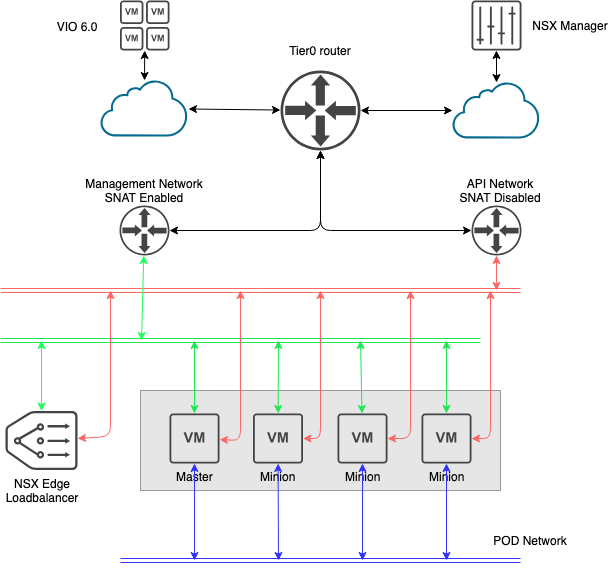 VM VM
VIO 6.0
VM VM
NSX Manager
Tier0 router
Management Network
SNAT Enabled
API Network
SNAT Disabled
VM
VM
VM
VM
Master
Minion
Minion
Minion
NSX Edge
Loadbalancer
POD Network